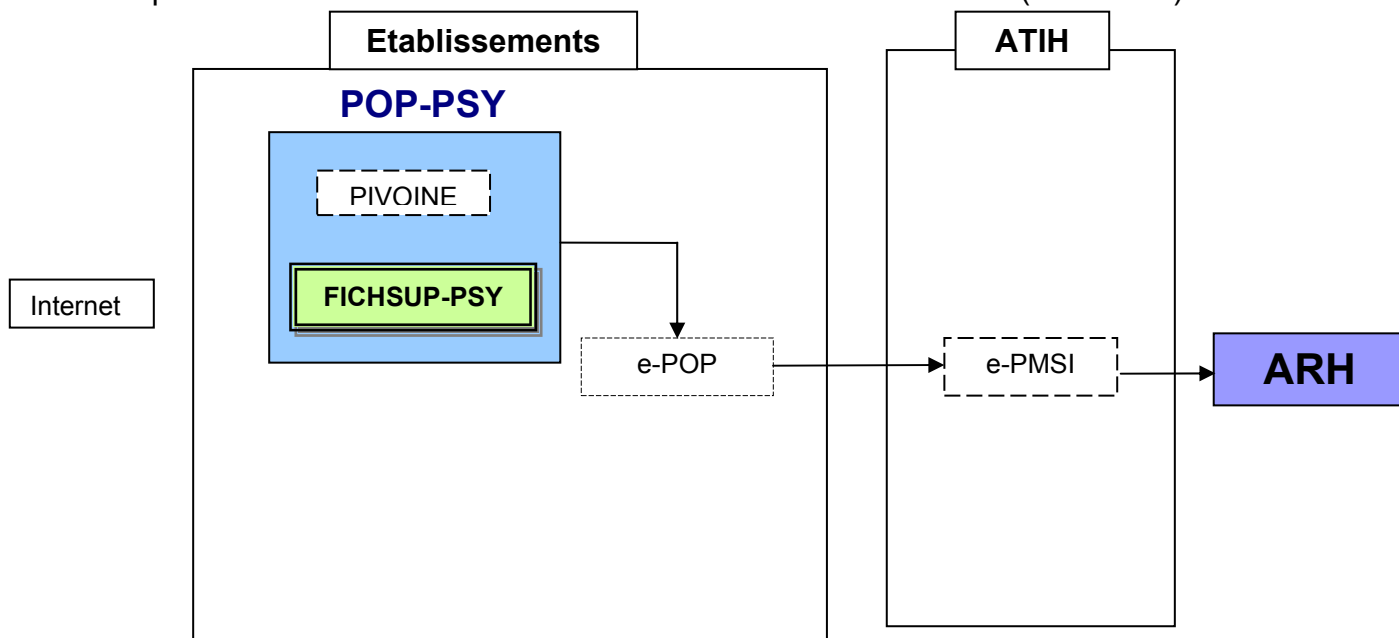 Etablissements
ATIH
POP-PSY
PIVOINE
FICHSUP-PSY
Internet
e-POP
e-PMSI
ARH